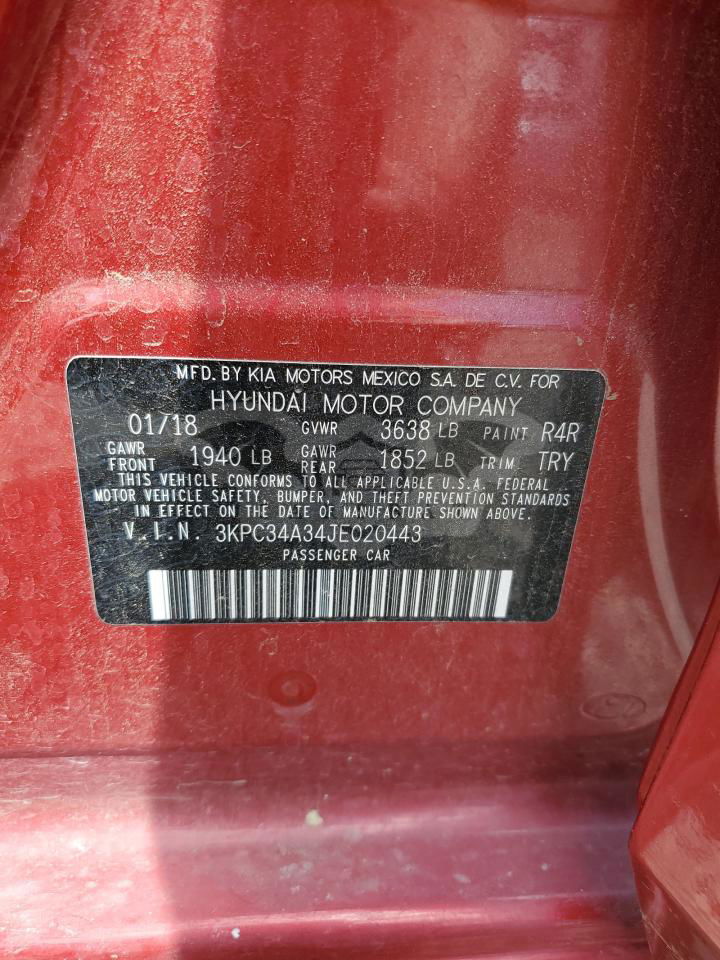 MFD. BY KIA MOTORS MEXICO S.A. DE C.V. FOR
HYUNDAI MOTOR COMPANY
01/18 GVWR 3638 LB PAINT R4R
GAWR FRONT 1940 LB GAWR REAR 1852 LB TRIM TRY
THIS VEHICLE CONFORMS TO ALL APPLICABLE U.S.A. FEDERAL
MOTOR VEHICLE SAFETY, BUMPER, AND THEFT PREVENTION STANDARDS
IN EFFECT ON THE DATE OF MANUFACTURE SHOWN ABOVE.
V.I.N. 3KPC34A34JE020443
PASSENGER CAR